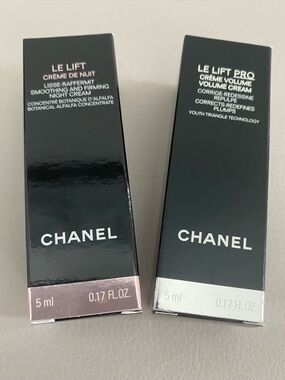 LE LIFT
CRÈME DE NUIT
LISSE-RAFFERMIT
SMOOTHING AND FIRMING
NIGHT CREAM
CONCENTRÉ BOTANIQUE D'ALFALFA
BOTANICAL ALFALFA CONCENTRATE
CHANEL
5 ml 0.17 FL.OZ.
LE LIFT PRO
CRÈME VOLUME
VOLUME CREAM
CORRIGE-REDESSINE
REPULPE
CORRECTS-REDEFINES
PLUMPS
YOUTH TRIANGLE TECHNOLOGY
CHANEL
5 ml 0.17 FL.OZ.